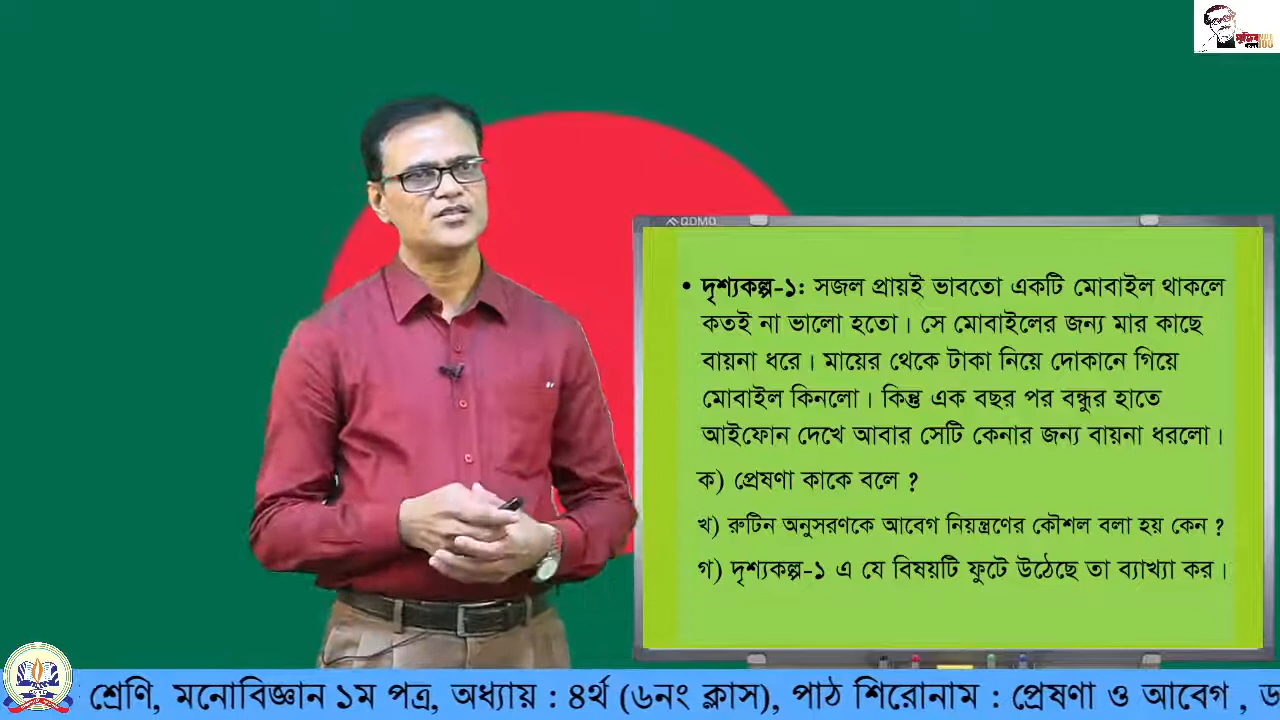 QOMO
• দৃশ্যকল্প-১: সজল প্রায়ই ভাবতো একটি মোবাইল থাকলে
কতই না ভালো হতো। সে মোবাইলের জন্য মার কাছে
বায়না ধরে। মায়ের থেকে টাকা নিয়ে দোকানে গিয়ে
মোবাইল কিনলো। কিন্তু এক বছর পর বন্ধুর হাতে
আইফোন দেখে আবার সেটি কেনার জন্য বায়না ধরলো।
ক) প্রেষণা কাকে বলে ?
খ) রুটিন অনুসরণকে আবেগ নিয়ন্ত্রণের কৌশল বলা হয় কেন ?
গ) দৃশ্যকল্প-১ এ যে বিষয়টি ফুটে উঠেছে তা ব্যাখ্যা কর।
শ্রেণি, মনোবিজ্ঞান ১ম পত্র, অধ্যায় : ৪র্থ (৬নং ক্লাস), পাঠ শিরোনাম : প্রেষণা ও আবেগ ,